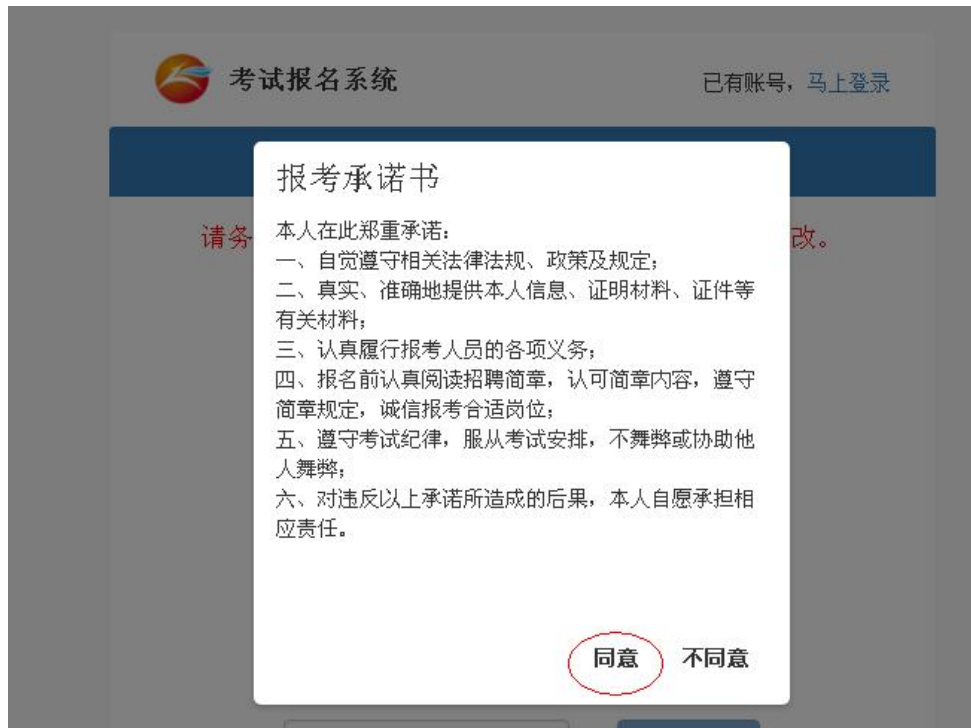 考试报名系统
已有账号，马上登录
报考承诺书
请务
改。
本人在此郑重承诺：
一、自觉遵守相关法律法规、政策及规定；
二、真实、准确地提供本人信息、证明材料、证件等
有关材料；
三、认真履行报考人员的各项义务；
四、报名前认真阅读招聘简章，认可简章内容，遵守
简章规定，诚信报考合适岗位；
五、遵守考试纪律，服从考试安排，不舞弊或协助他
人舞弊；
六、对违反以上承诺所造成的后果，本人自愿承担相
应责任。
同意
不同意